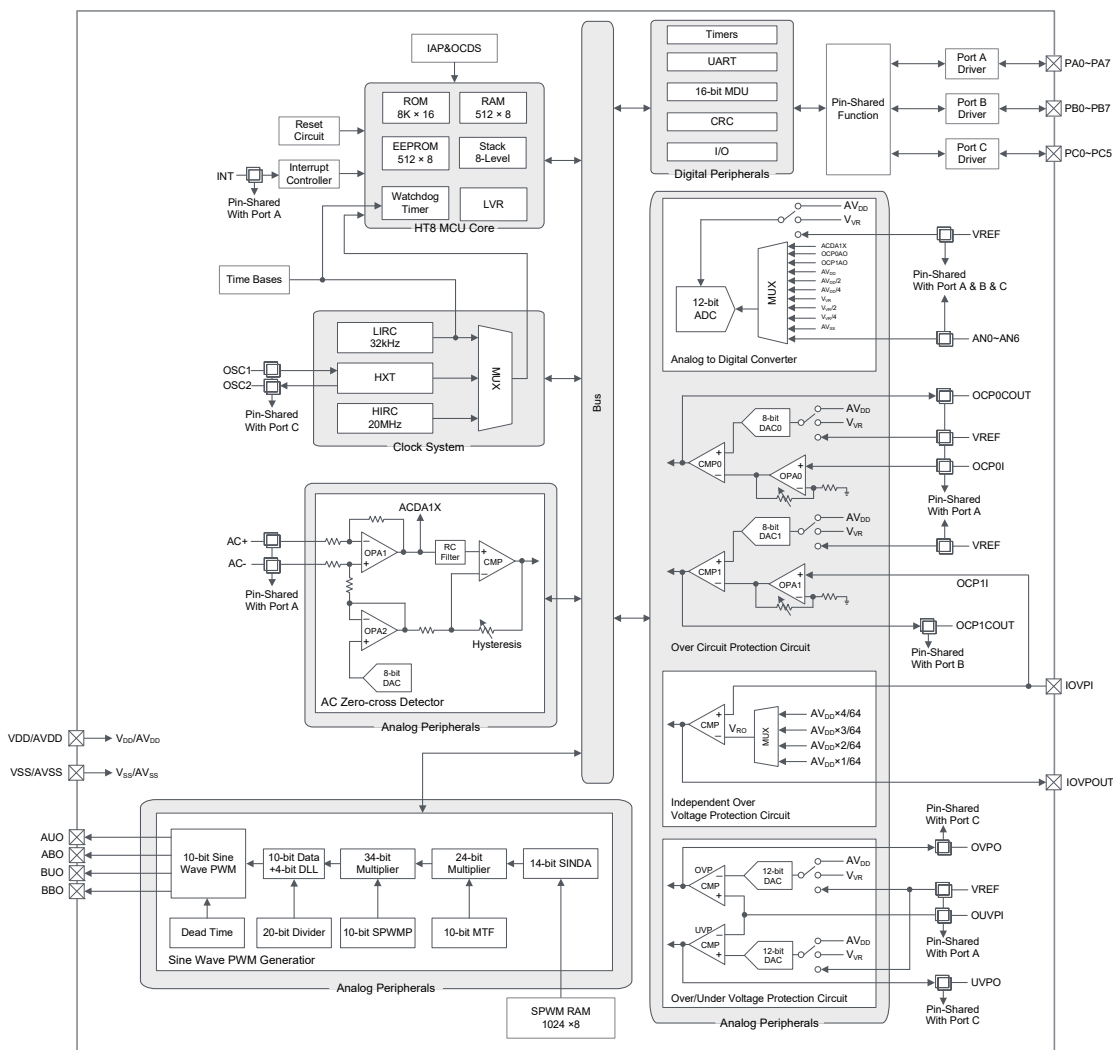 IAP&OCDS
ROM
8K × 16
RAM
512 × 8
EEPROM
512 × 8
Stack
8-Level
Watchdog
Timer
LVR
HT8 MCU Core
Reset
Circuit
INT
Interrupt
Controller
Pin-Shared
With Port A
Time Bases
LIRC
32kHz
HXT
HIRC
20MHz
MUX
Clock System
OSC1
OSC2
Pin-Shared
With Port C
Bus
Timers
UART
16-bit MDU
CRC
I/O
Digital Peripherals
Pin-Shared
Function
Port A
Driver
Port B
Driver
Port C
Driver
PA0~PA7
PB0~PB7
PC0~PC5
AVDD
VVR
VREF
Pin-Shared
With Port A & B & C
AN0~AN6
12-bit
ADC
MUX
ACDA1X
OCP0AO
OCP1AO
AVDD
AVDD/2
AVDD/4
VVR
VVR/2
VVR/4
AVSS
Analog to Digital Converter
8-bit
DAC0
AVDD
VVR
CMP0
+
−
OPA0
+
−
OCP0COUT
VREF
OCP0I
Pin-Shared
With Port A
8-bit
DAC1
AVDD
VVR
CMP1
+
−
OPA1
+
−
VREF
OCP1I
OCP1COUT
Pin-Shared
With Port B
Over Circuit Protection Circuit
AC+
AC-
Pin-Shared
With Port A
ACDA1X
−
OPA1
+
RC
Filter
+
CMP
−
−
OPA2
+
Hysteresis
8-bit
DAC
AC Zero-cross Detector
Analog Peripherals
+
CMP
−
VRO
MUX
AVDD×4/64
AVDD×3/64
AVDD×2/64
AVDD×1/64
Independent Over
Voltage Protection Circuit
IOVPI
IOVPOUT
VDD/AVDD
VDD/AVDD
VSS/AVSS
VSS/AVSS
AUO
ABO
BUO
BBO
10-bit Sine
Wave PWM
10-bit Data
+4-bit DLL
34-bit
Multiplier
24-bit
Multiplier
14-bit SINDA
Dead Time
20-bit Divider
10-bit SPWMP
10-bit MTF
Sine Wave PWM Generatior
Analog Peripherals
SPWM RAM
1024 ×8
OVP
−
CMP
+
12-bit
DAC
AVDD
VVR
UVP
−
CMP
+
12-bit
DAC
AVDD
VVR
Over/Under Voltage Protection Circuit
Analog Peripherals
Pin-Shared
With Port C
OVPO
VREF
OUVPI
Pin-Shared
With Port A
UVPO
Pin-Shared
With Port C